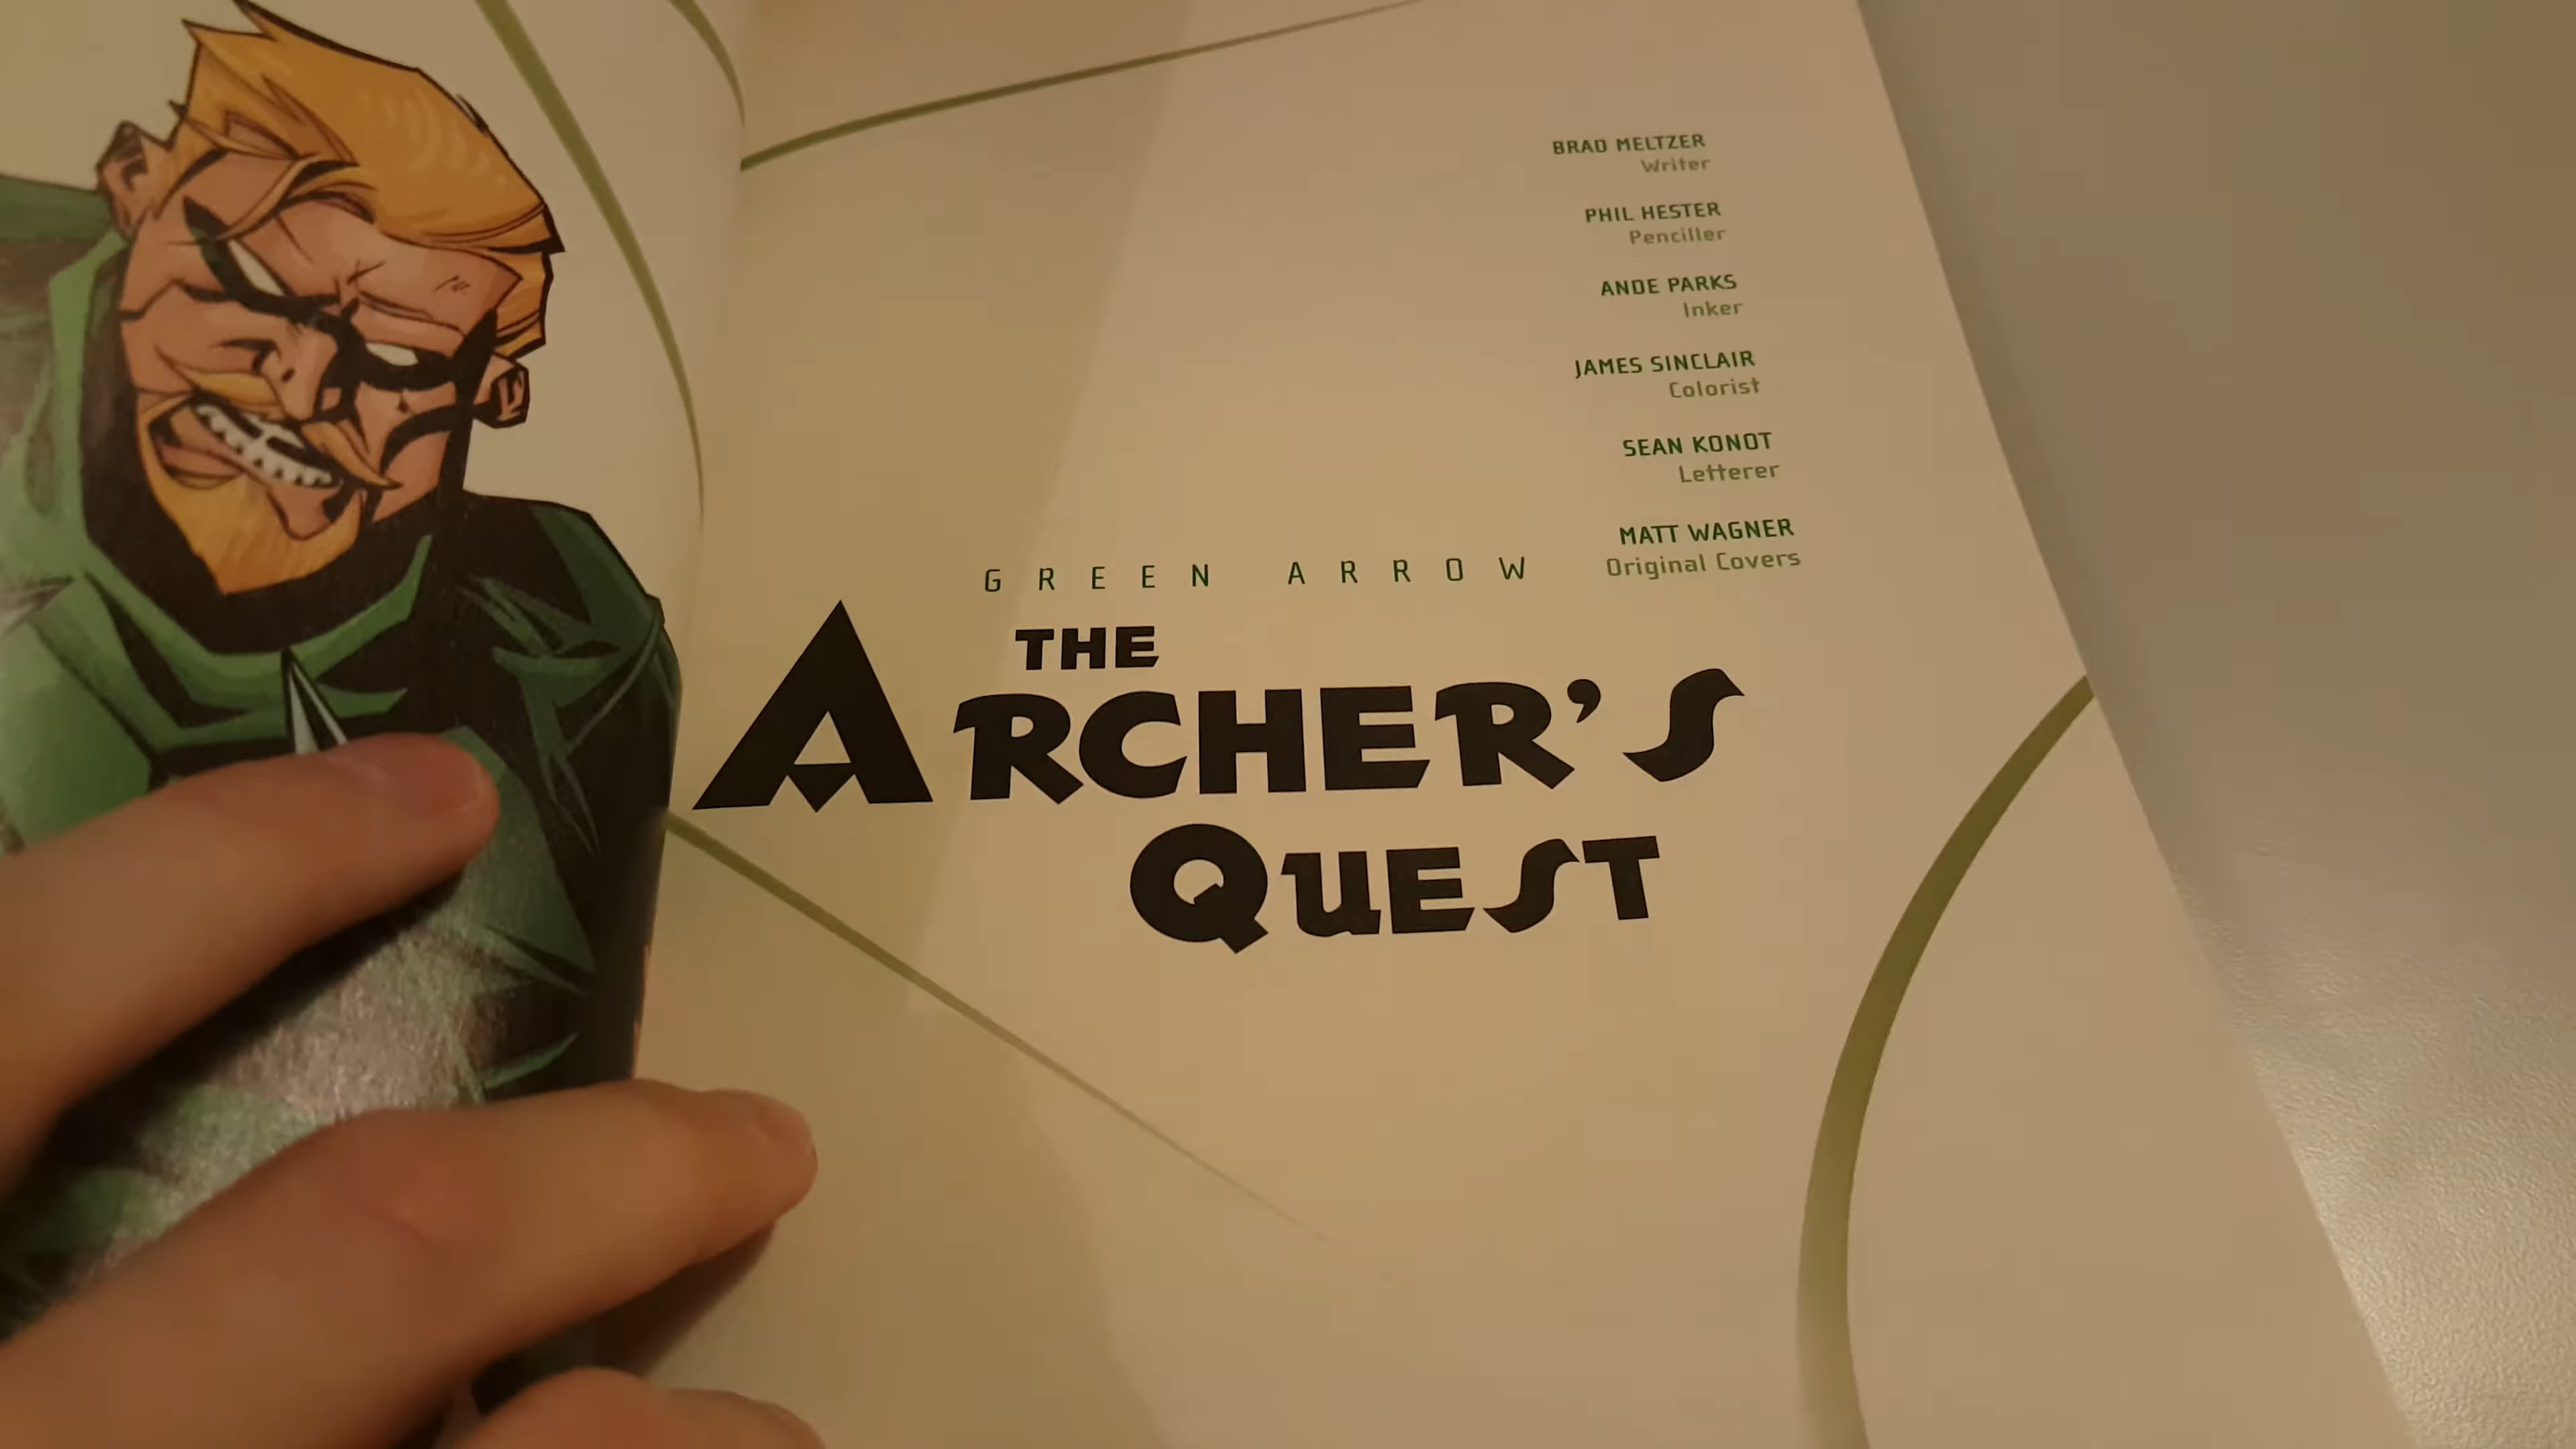 BRAD MELTZER
Writer
PHIL HESTER
Penciller
ANDE PARKS
Inker
JAMES SINCLAIR
Colorist
SEAN KONOT
Letterer
MATT WAGNER
Original Covers
GREEN ARROW
THE
ARCHER'S
QUEST